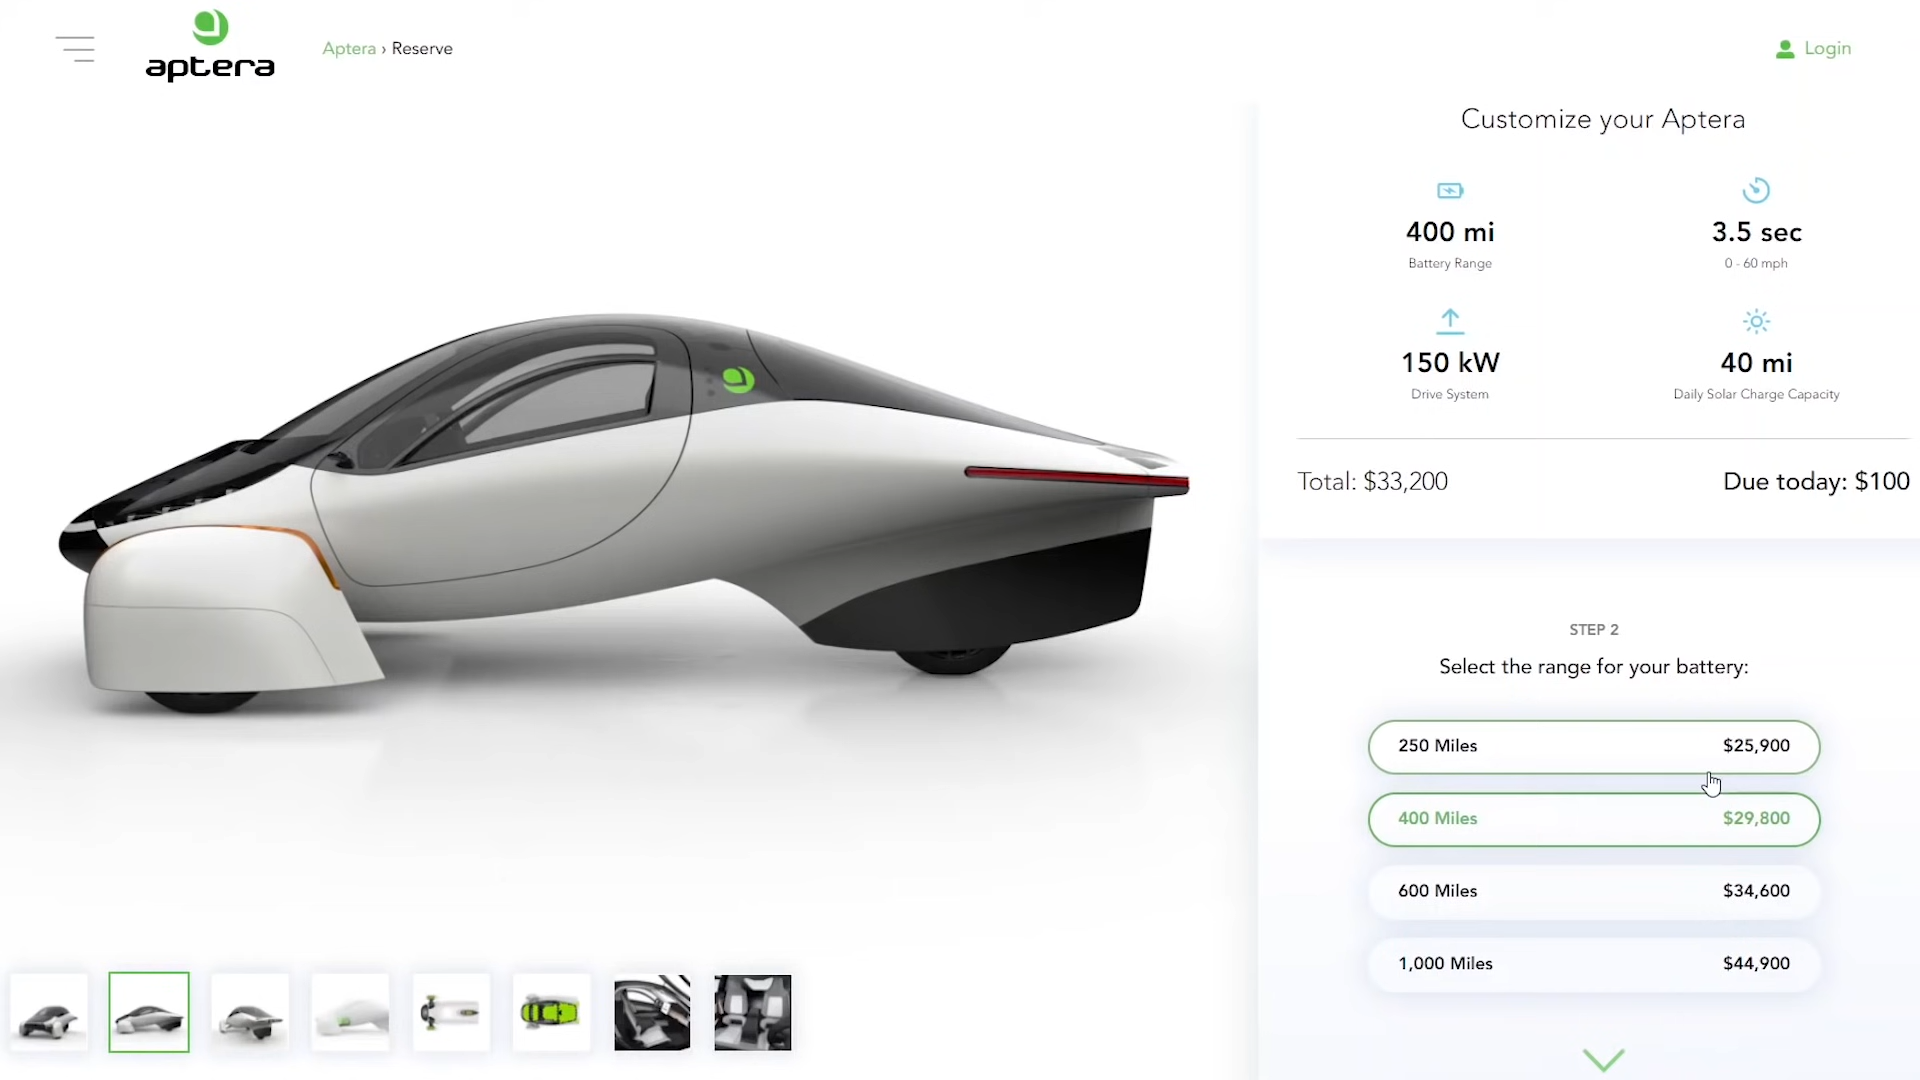 aptera
Aptera › Reserve
Login
Customize your Aptera
400 mi
Battery Range
3.5 sec
0 - 60 mph
150 kW
Drive System
40 mi
Daily Solar Charge Capacity
Total: $33,200
Due today: $100
STEP 2
Select the range for your battery:
250 Miles $25,900
400 Miles $29,800
600 Miles $34,600
1,000 Miles $44,900